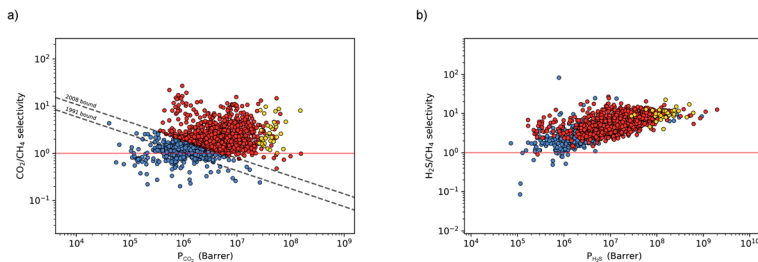 a)
b)
CO₂/CH₄ selectivity
10²
10¹
10⁰
10⁻¹
2008 bound
1991 bound
10⁴ 10⁵ 10⁶ 10⁷ 10⁸ 10⁹
P_CO₂ (Barrer)
H₂S/CH₄ selectivity
10²
10¹
10⁰
10⁻¹
10⁻²
10⁴ 10⁵ 10⁶ 10⁷ 10⁸ 10⁹ 10¹⁰
P_H₂S (Barrer)